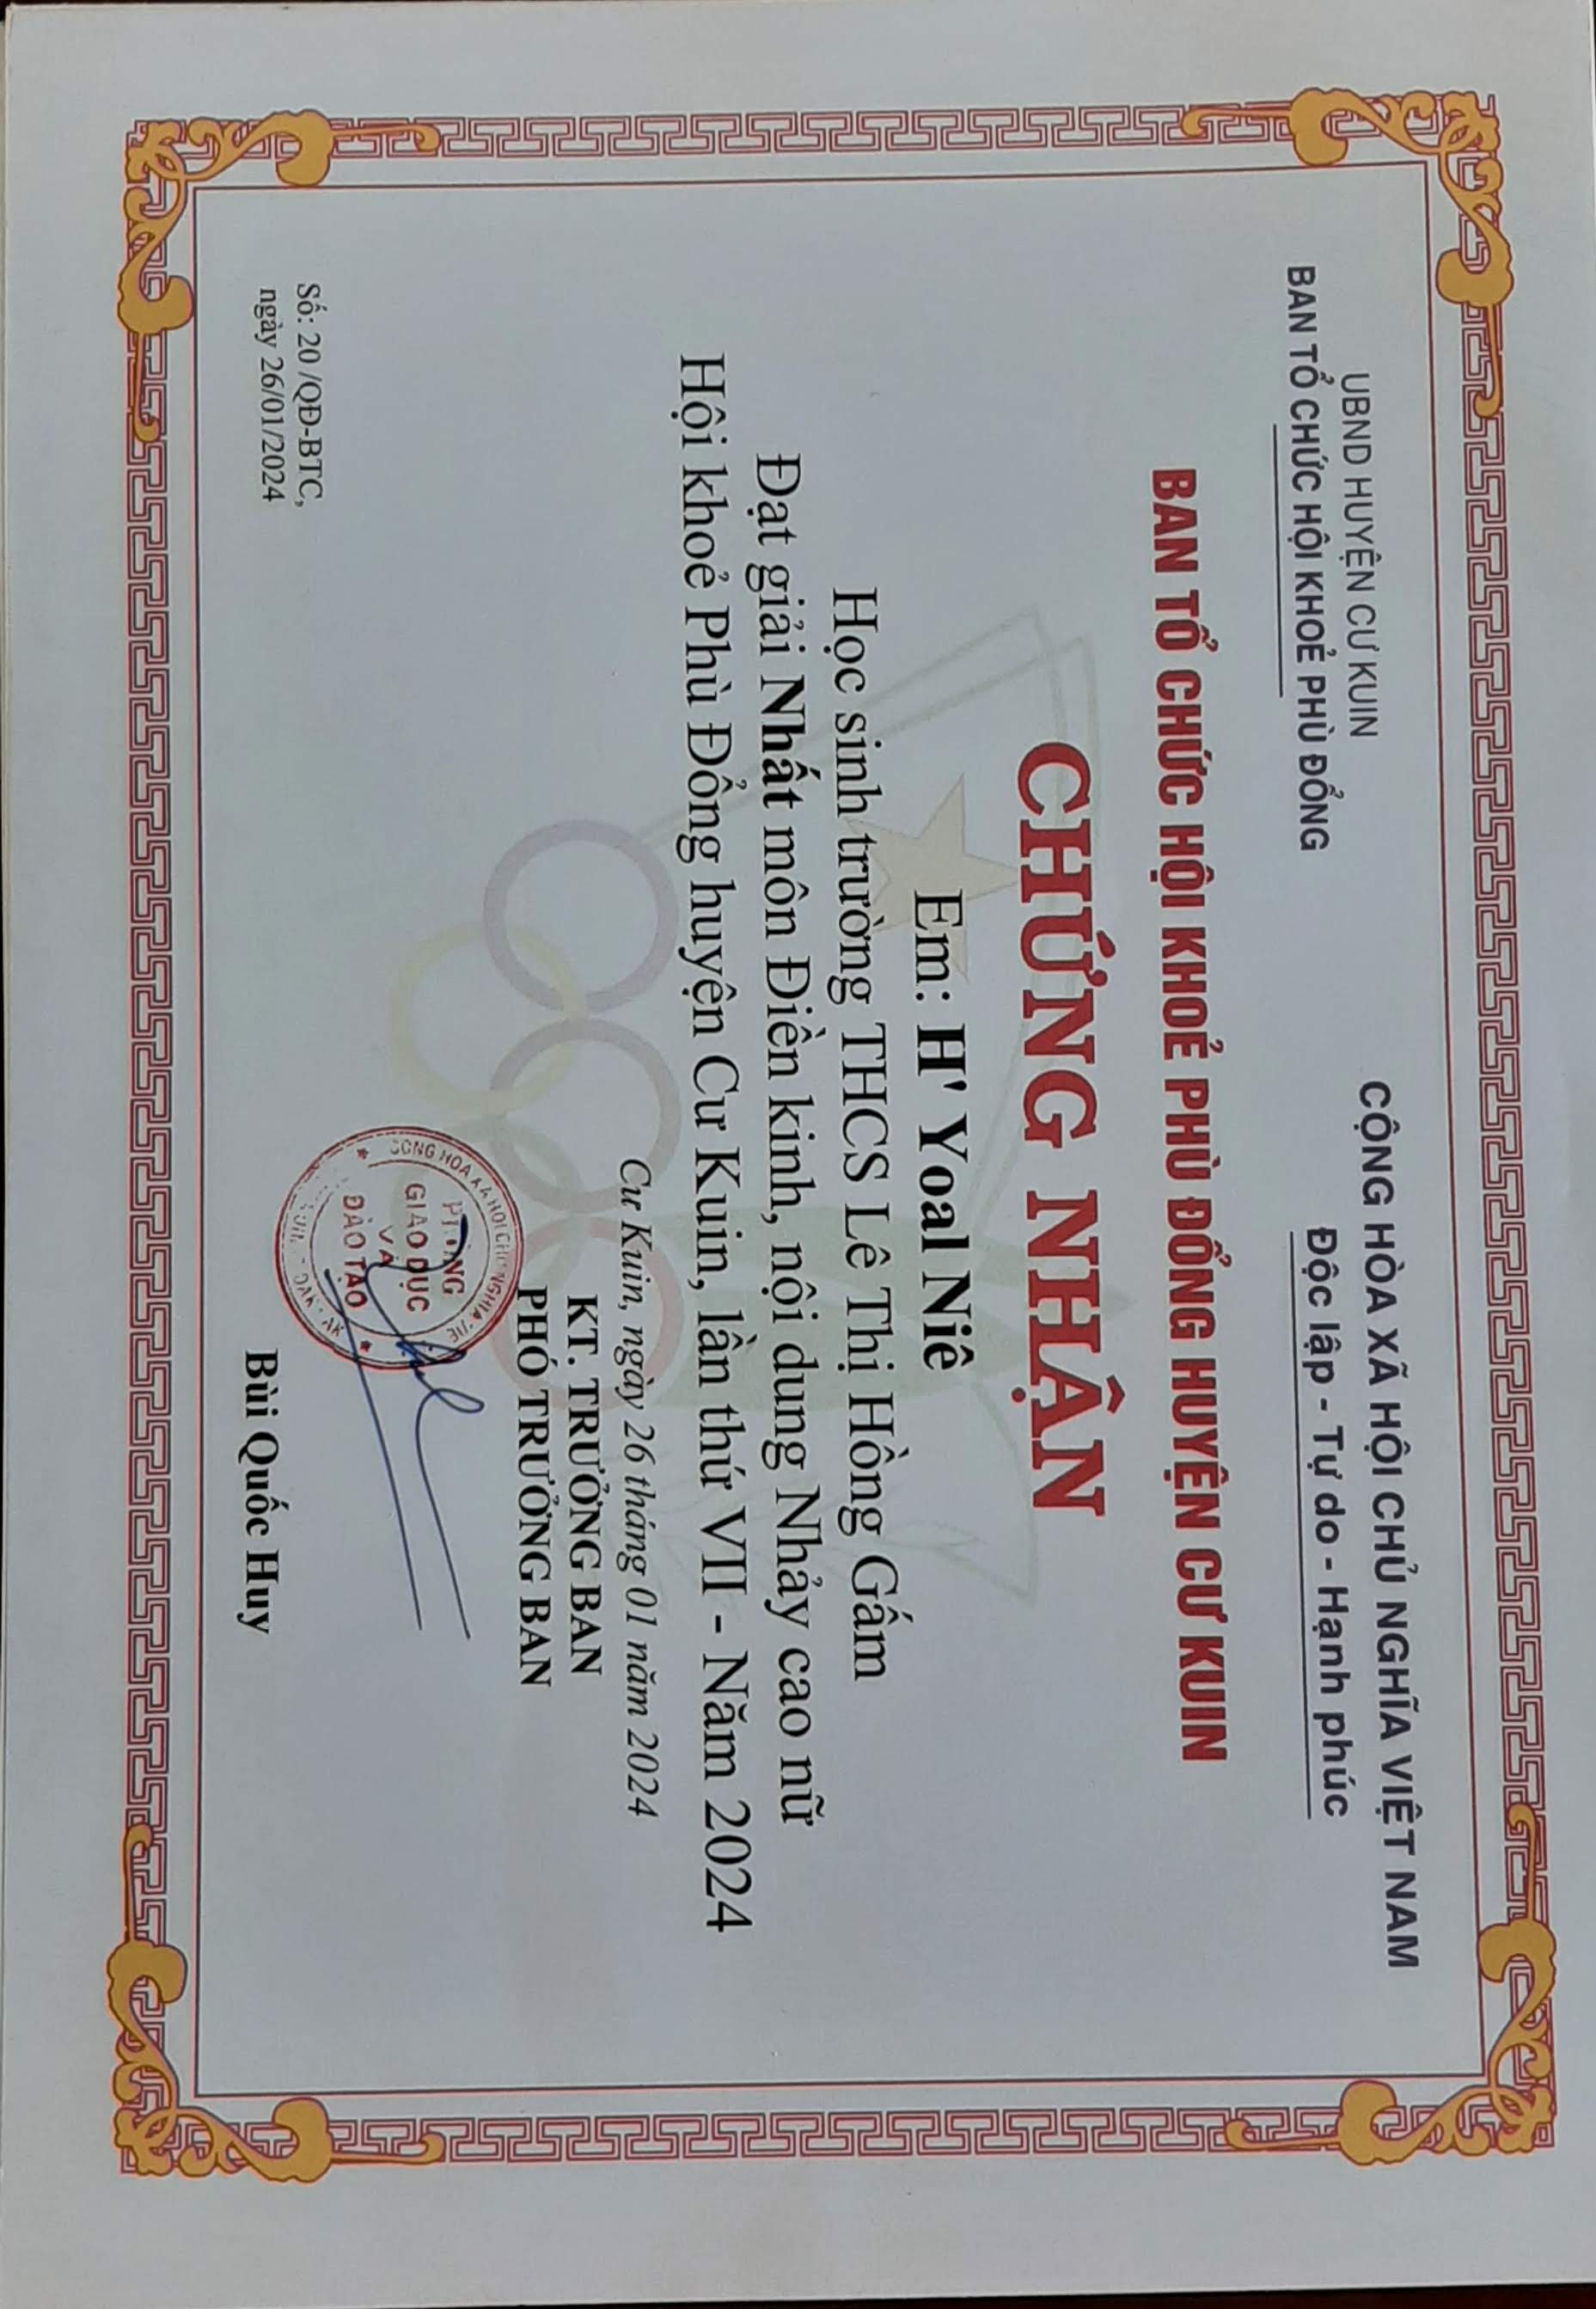 UBND HUYỆN CƯ KUIN
BAN TỔ CHỨC HỘI KHOẺ PHÙ ĐỔNG
CỘNG HÒA XÃ HỘI CHỦ NGHĨA VIỆT NAM
Độc lập - Tự do - Hạnh phúc
BAN TỔ CHỨC HỘI KHOẺ PHÙ ĐỔNG HUYỆN CƯ KUIN
CHỨNG NHẬN
Em: H' Yoal Niê
Học sinh trường THCS Lê Thị Hồng Gấm
Đạt giải Nhất môn Điền kinh, nội dung Nhảy cao nữ
Hội khoẻ Phù Đổng huyện Cư Kuin, lần thứ VII - Năm 2024
Cư Kuin, ngày 26 tháng 01 năm 2024
KT. TRƯỞNG BAN
PHÓ TRƯỞNG BAN
PHÒNG
GIAO DỤC
VÀ
ĐÀO TẠO
Bùi Quốc Huy
Số: 20 /QĐ-BTC,
ngày 26/01/2024